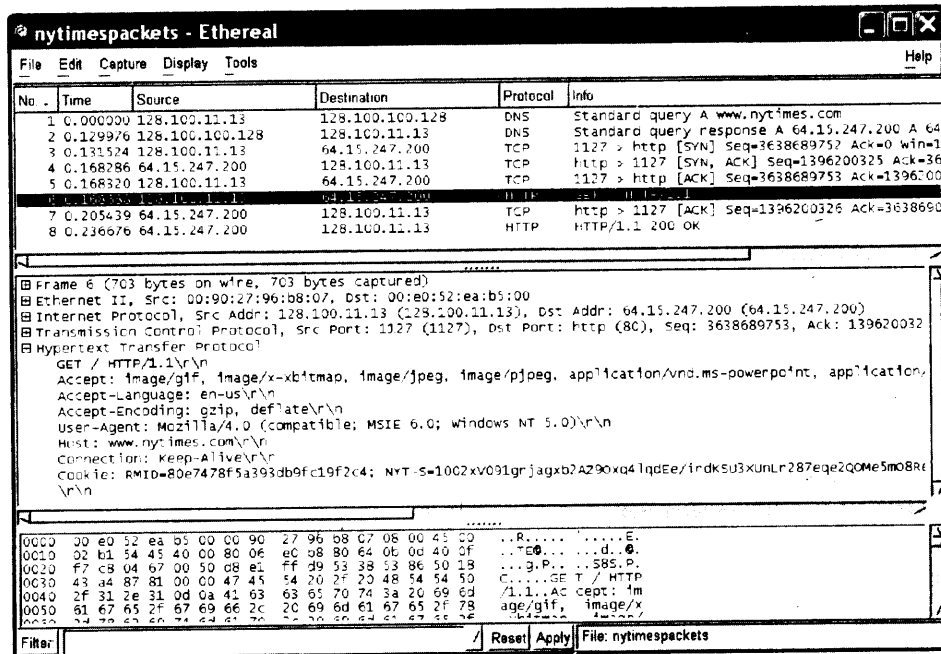 nytimespackets - Ethereal
File Edit Capture Display Tools Help
No. . Time Source Destination Protocol Info
1 0.000000 128.100.11.13 128.100.100.128 DNS Standard query A www.nytimes.com
2 0.129976 128.100.100.128 128.100.11.13 DNS Standard query response A 64.15.247.200 A 64
3 0.131524 128.100.11.13 64.15.247.200 TCP 1127 > http [SYN] Seq=3638689752 Ack=0 Win=1
4 0.168286 64.15.247.200 128.100.11.13 TCP http > 1127 [SYN, ACK] Seq=1396200325 Ack=36
5 0.168320 128.100.11.13 64.15.247.200 TCP 1127 > http [ACK] Seq=3638689753 Ack=1396200
7 0.205439 64.15.247.200 128.100.11.13 TCP http > 1127 [ACK] Seq=1396200326 Ack=3638690
8 0.236676 64.15.247.200 128.100.11.13 HTTP HTTP/1.1 200 OK
Frame 6 (703 bytes on wire, 703 bytes captured)
Ethernet II, Src: 00:90:27:96:b8:07, Dst: 00:e0:52:ea:b5:00
Internet Protocol, Src Addr: 128.100.11.13 (128.100.11.13), Dst Addr: 64.15.247.200 (64.15.247.200)
Transmission Control Protocol, Src Port: 1127 (1127), Dst Port: http (80), Seq: 3638689753, Ack: 139620032
Hypertext Transfer Protocol
GET / HTTP/1.1\r\n
Accept: image/gif, image/x-xbitmap, image/jpeg, image/pjpeg, application/vnd.ms-powerpoint, application/
Accept-Language: en-us\r\n
Accept-Encoding: gzip, deflate\r\n
User-Agent: Mozilla/4.0 (compatible; MSIE 6.0; Windows NT 5.0)\r\n
Host: www.nytimes.com\r\n
Connection: Keep-Alive\r\n
Cookie: RMID=80e7478f5a393db9fc19f2c4;
\r\n
0000 00 e0 52 ea b5 00 00 90 27 96 b8 07 08 00 45 00 ..R..... '.....E.
0010 02 b1 54 45 40 00 80 06 e0 b8 80 64 0b 0d 40 0f ..TE@... ...d..@.
0020 f7 c8 04 67 00 50 d8 e1 ff d9 53 38 53 86 50 18 ...g.P.. ..S8S.P.
0030 43 a4 87 81 00 00 47 45 54 20 2f 20 48 54 54 50 C.....GE T / HTTP
0040 2f 31 2e 31 0d 0a 41 63 63 65 70 74 3a 20 69 6d /1.1..Ac cept: im
0050 61 67 65 2f 67 69 66 2c 20 69 6d 61 67 65 2f 78 age/gif, image/x
Filter: / Reset Apply File: nytimespackets